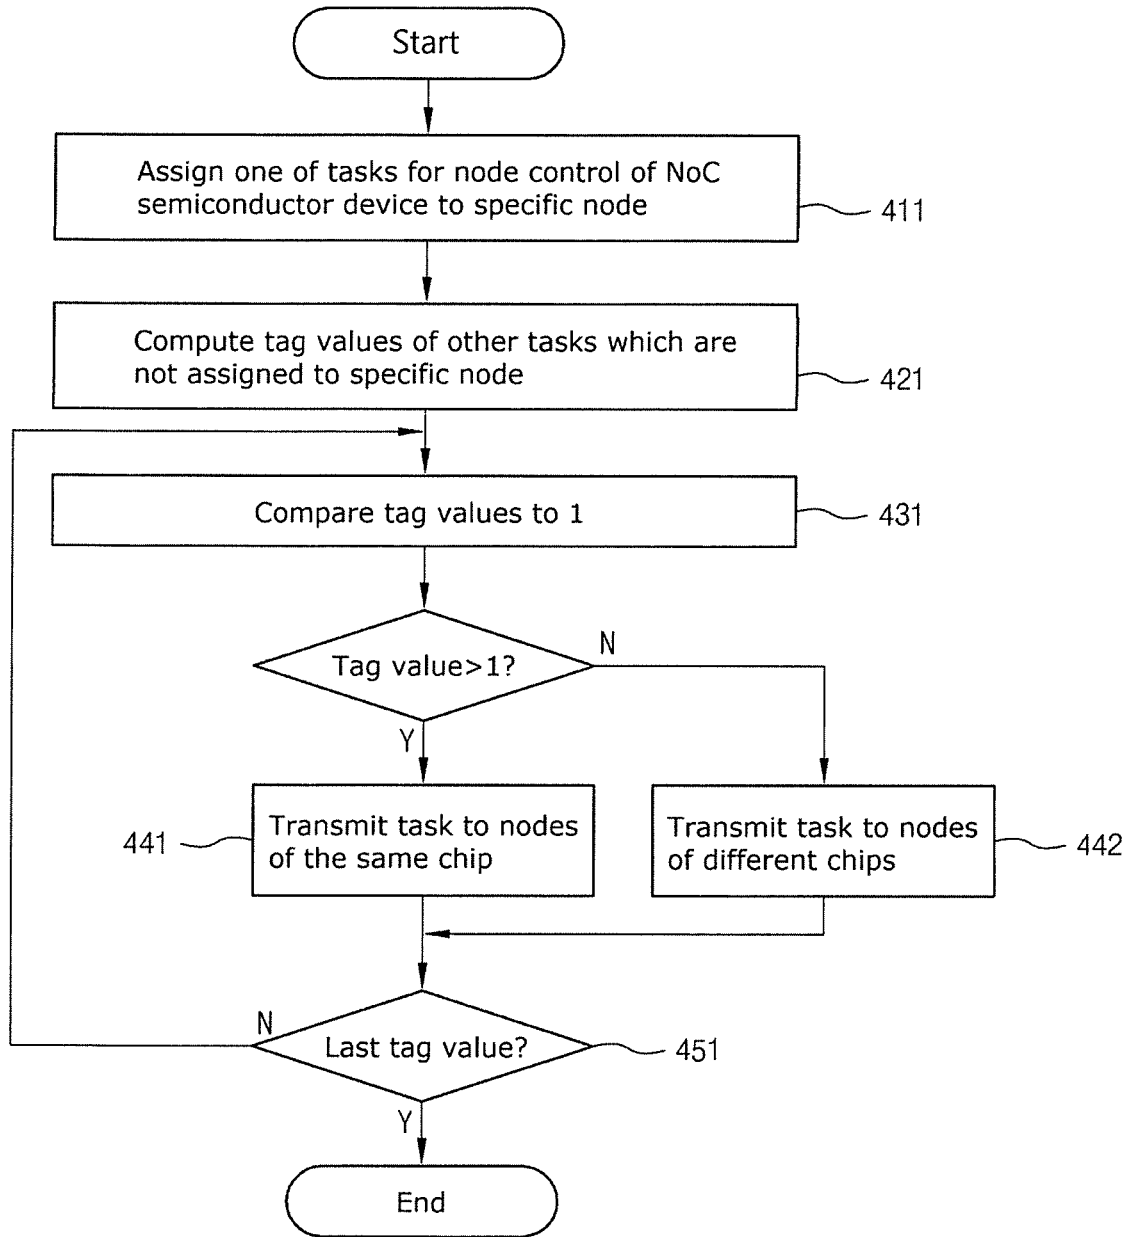 Start
Assign one of tasks for node control of NoC
semiconductor device to specific node
411
Compute tag values of other tasks which are
not assigned to specific node
421
Compare tag values to 1
431
Tag value>1?
N
Y
Transmit task to nodes
of the same chip
441
Transmit task to nodes
of different chips
442
N
Last tag value?
451
Y
End